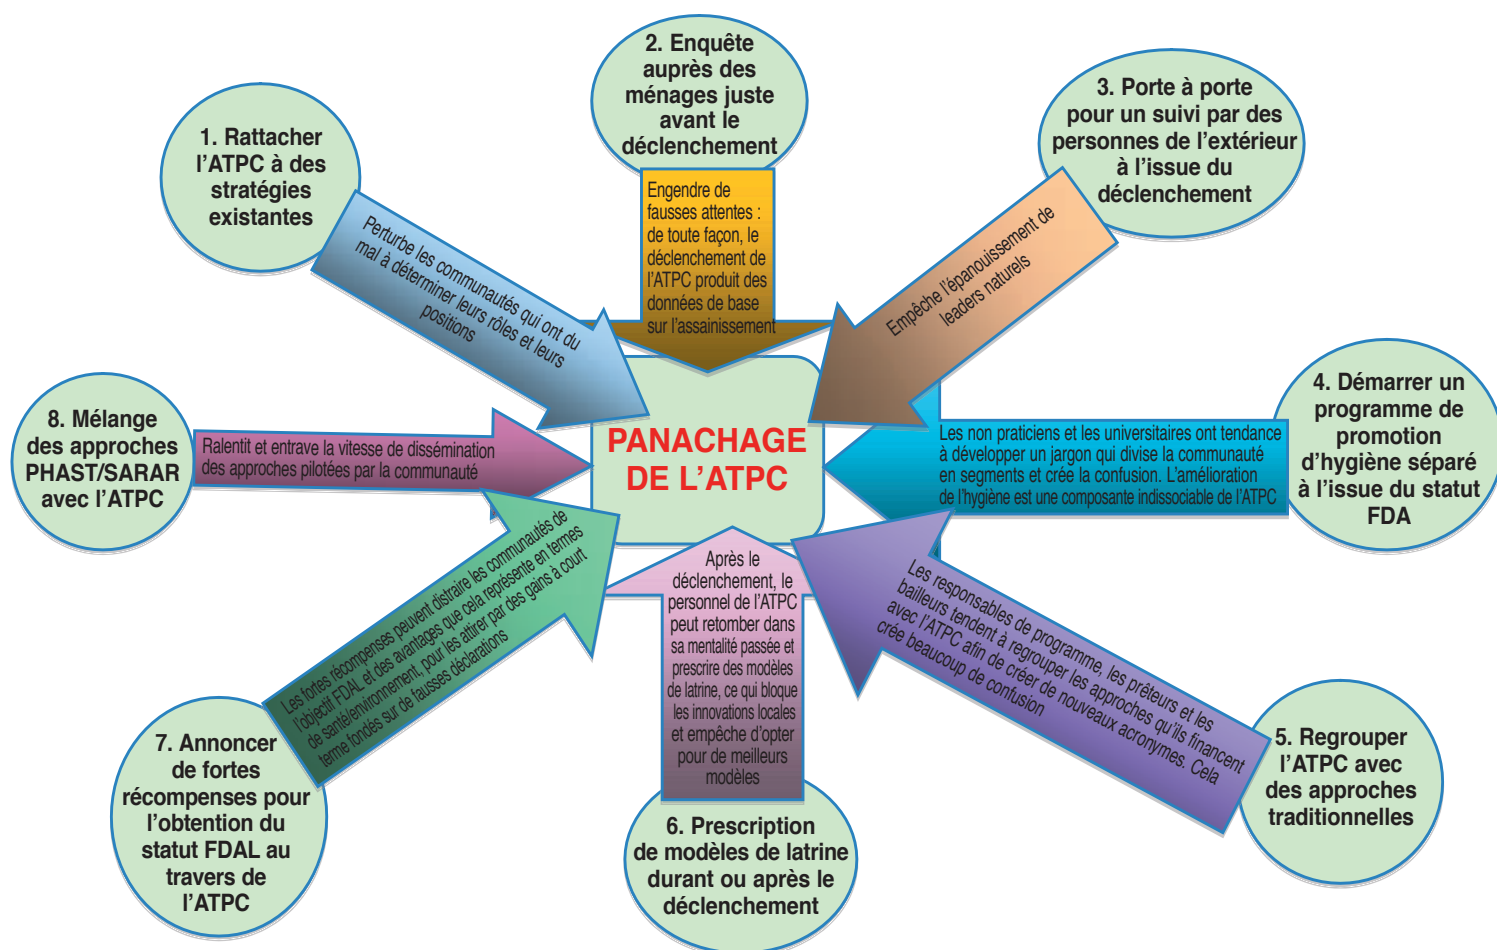 1. Rattacher
l’ATPC à des
stratégies
existantes
Perturbe les communautés qui ont du
mal à déterminer leurs rôles et leurs
positions
2. Enquête
auprès des
ménages juste
avant le
déclenchement
Engendre de
fausses attentes :
de toute façon, le
déclenchement de
l’ATPC produit des
données de base
sur l’assainissement
3. Porte à porte
pour un suivi par des
personnes de l’extérieur
à l’issue du
déclenchement
Empêche l’épanouissement de
leaders naturels
PANACHAGE
DE L’ATPC
4. Démarrer un
programme de
promotion
d’hygiène séparé
à l’issue du statut
FDA
Les non praticiens et les universitaires ont tendance
à développer un jargon qui divise la communauté
en segments et crée la confusion. L’amélioration
de l’hygiène est une composante indissociable de l’ATPC
5. Regrouper
l’ATPC avec
des approches
traditionnelles
Les responsables de programme, les prêteurs et les
bailleurs tendent à regrouper les approches qu’ils financent
avec l’ATPC afin de créer de nouveaux acronymes. Cela
crée beaucoup de confusion
6. Prescription
de modèles de latrine
durant ou après le
déclenchement
Après le
déclenchement, le
personnel de l’ATPC
peut retomber dans
sa mentalité passée et
prescrire des modèles
de latrine, ce qui bloque
les innovations locales
et empêche d’opter
pour de meilleurs
modèles
7. Annoncer
de fortes
récompenses pour
l’obtention du
statut FDAL au
travers de
l’ATPC
Les fortes récompenses peuvent distraire les communautés de
l’objectif FDAL et des avantages que cela représente en termes
de santé/environnement, pour les attirer par des gains à court
terme fondés sur de fausses déclarations
8. Mélange
des approches
PHAST/SARAR
avec l’ATPC
Ralentit et entrave la vitesse de dissémination
des approches pilotées par la communauté